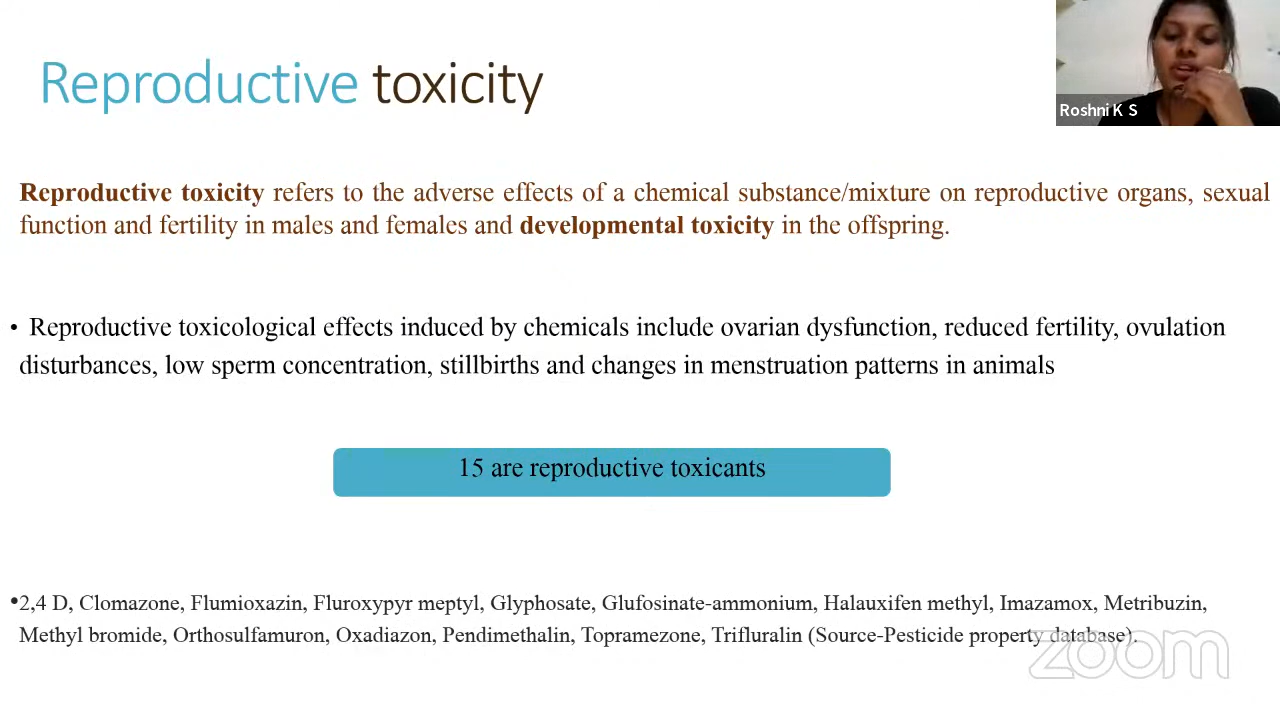 Reproductive toxicity
Roshni K S
Reproductive toxicity refers to the adverse effects of a chemical substance/mixture on reproductive organs, sexual
function and fertility in males and females and developmental toxicity in the offspring.
• Reproductive toxicological effects induced by chemicals include ovarian dysfunction, reduced fertility, ovulation
disturbances, low sperm concentration, stillbirths and changes in menstruation patterns in animals
15 are reproductive toxicants
•2,4 D, Clomazone, Flumioxazin, Fluroxypyr meptyl, Glyphosate, Glufosinate-ammonium, Halauxifen methyl, Imazamox, Metribuzin,
Methyl bromide, Orthosulfamuron, Oxadiazon, Pendimethalin, Topramezone, Trifluralin (Source-Pesticide property database).
zoom